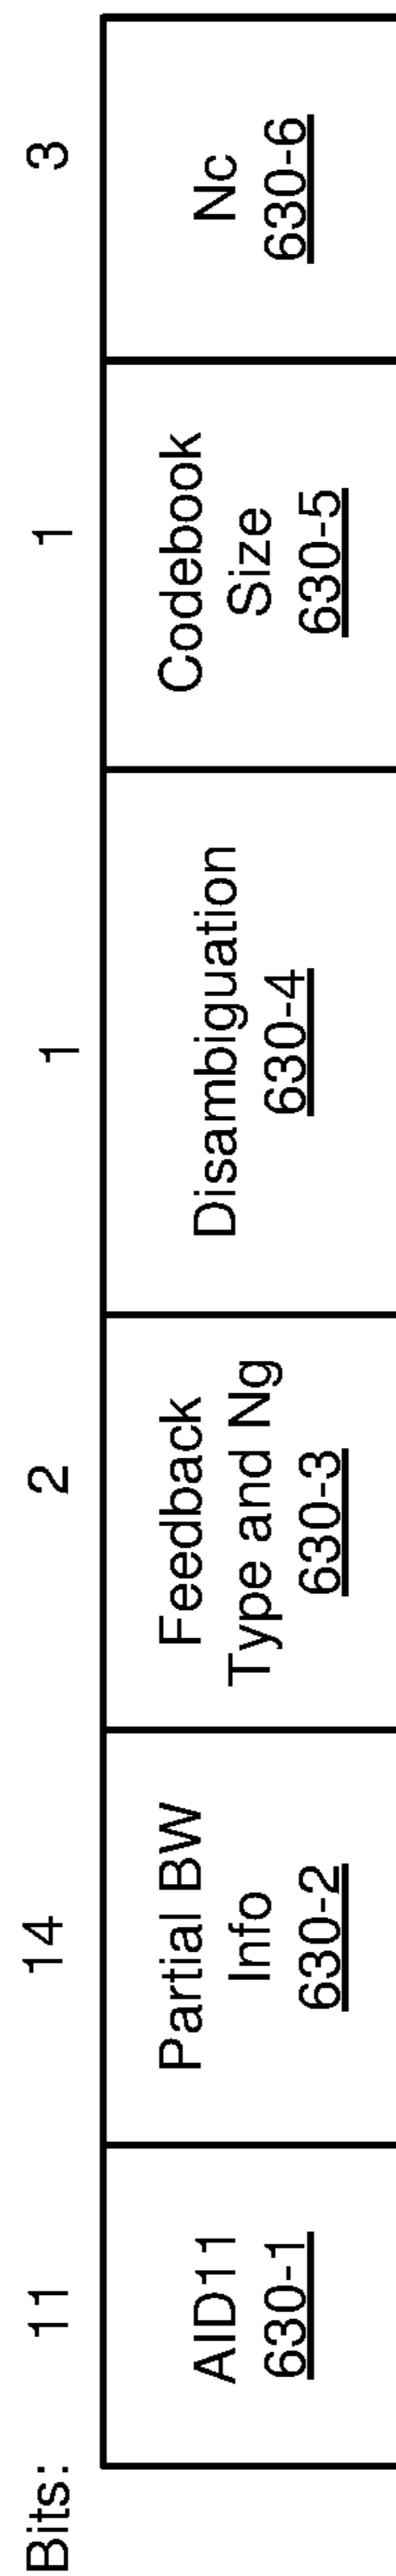 Bits: 11 14 2 1 1 3
AID11
630-1
Partial BW
Info
630-2
Feedback
Type and Ng
630-3
Disambiguation
630-4
Codebook
Size
630-5
Nc
630-6